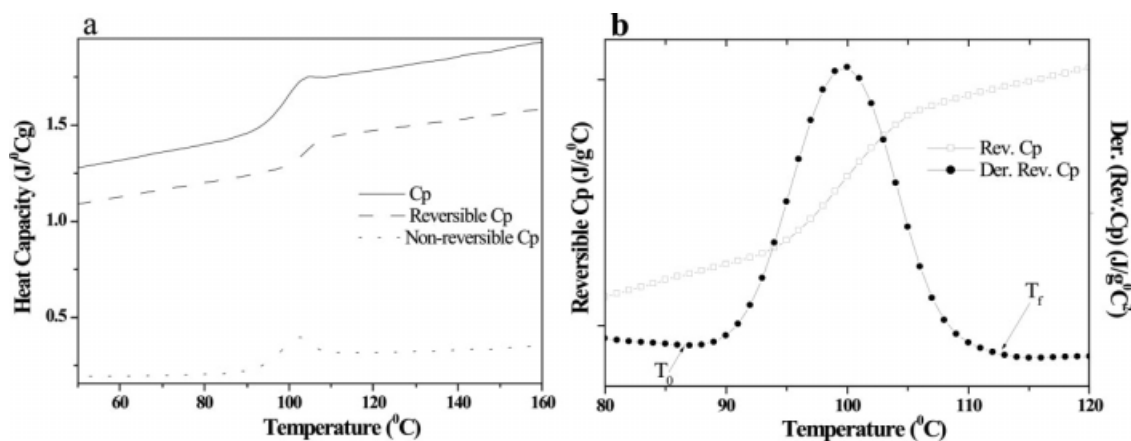 a
Heat Capacity (J/⁰Cg)
1.5
1.0
0.5
60 80 100 120 140 160
Temperature (⁰C)
Cp
Reversible Cp
Non-reversible Cp
b
Reversible Cp (J/g⁰C)
Der. (Rev.Cp) (J/g⁰C²)
Rev. Cp
Der. Rev. Cp
T₀
T_f
80 90 100 110 120
Temperature (⁰C)